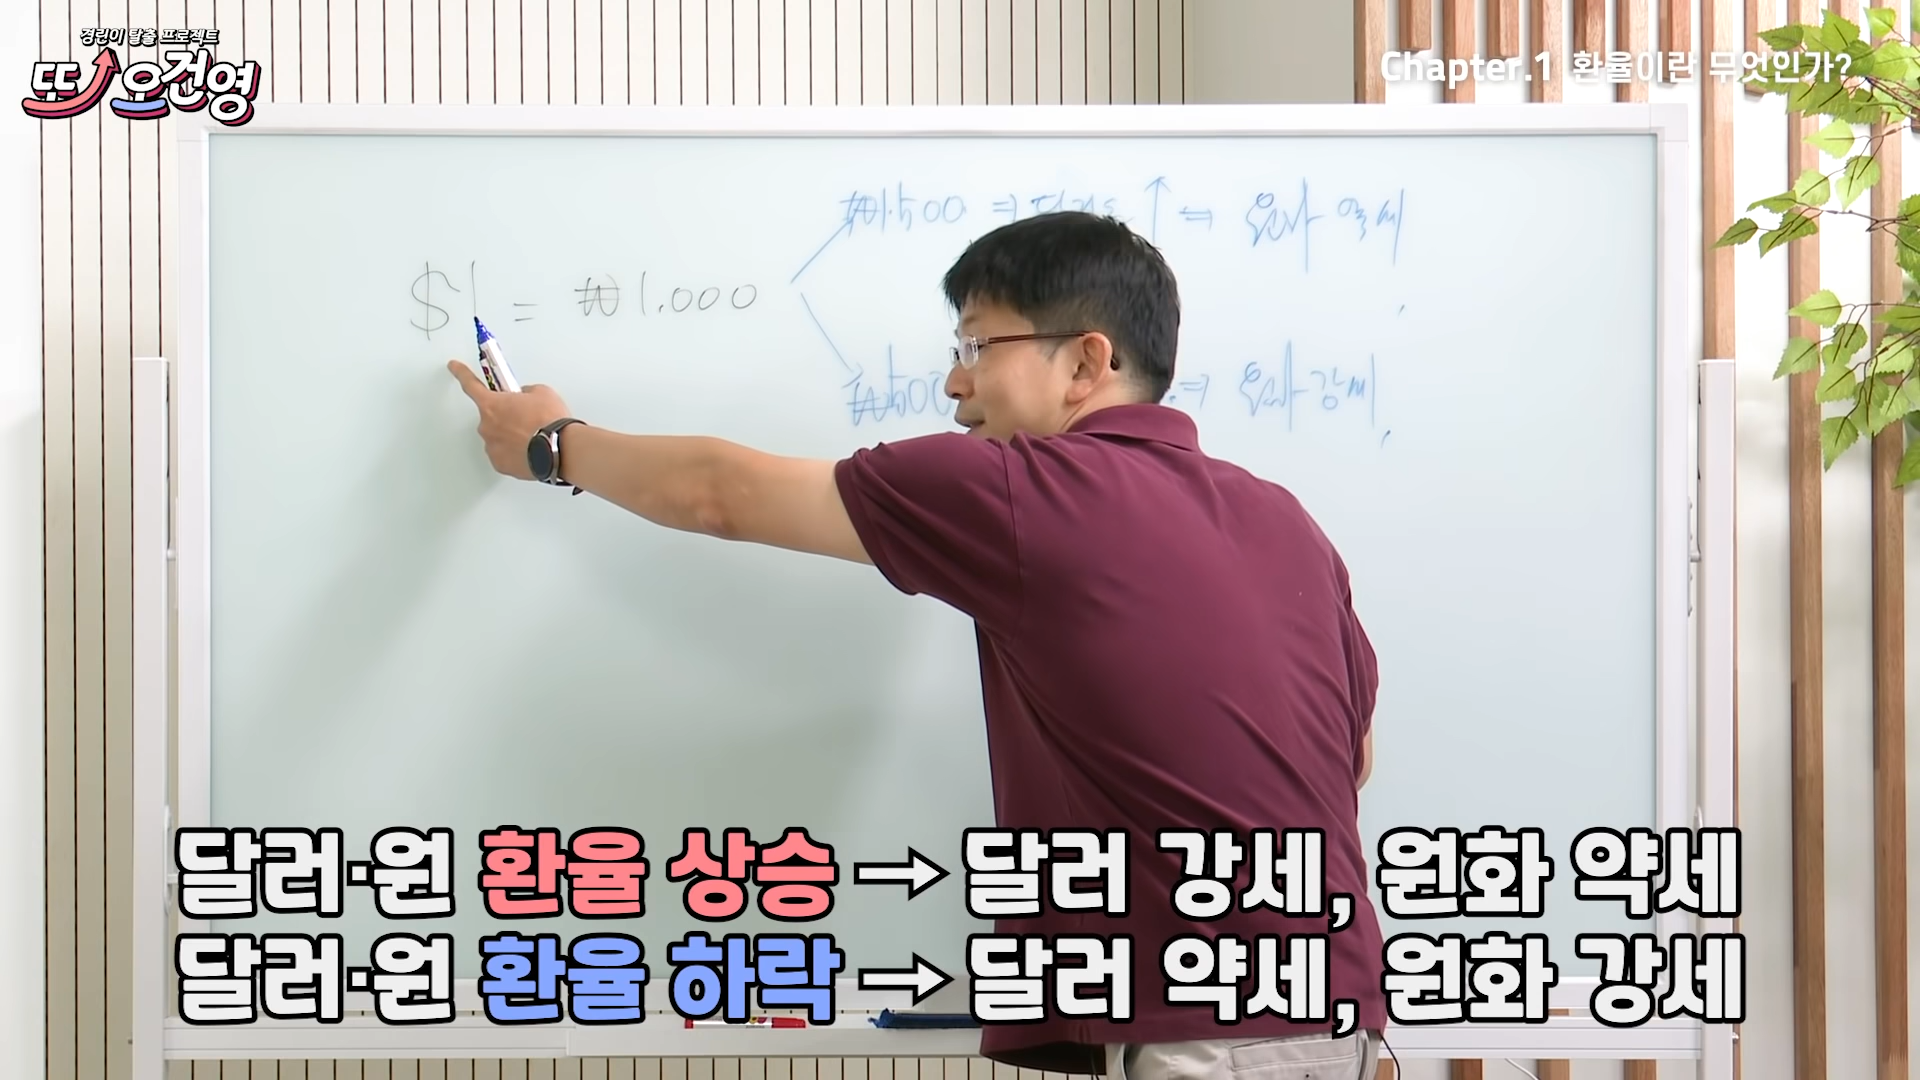 경린이 탈출 프로젝트
또 오건영
Chapter.1 환율이란 무엇인가?
₩1.500 ⇒ ↑ ⇒ 원화 약세
$1 = ₩1.000
₩500 ⇒ 원화 강세
달러·원 환율 상승 → 달러 강세, 원화 약세
달러·원 환율 하락 → 달러 약세, 원화 강세